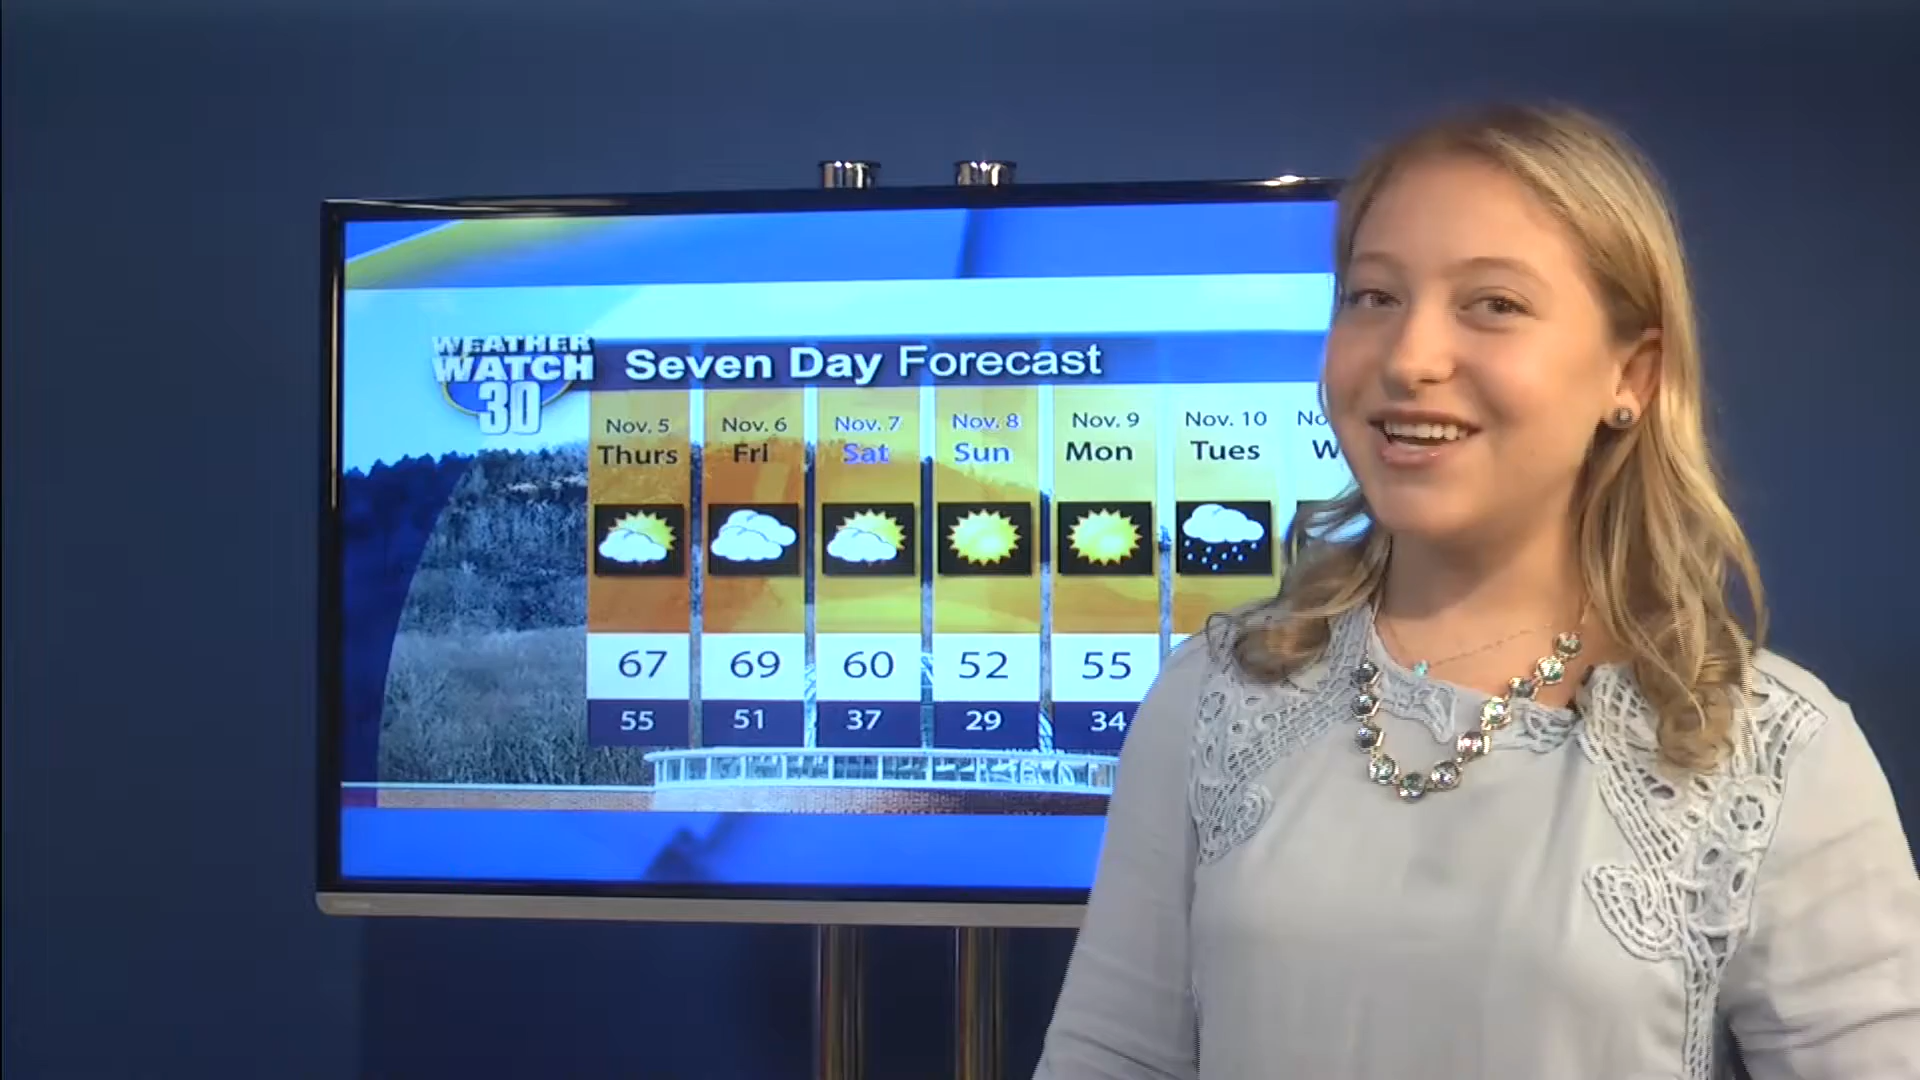 WEATHER
WATCH
30
Seven Day Forecast
Nov. 5 Nov. 6 Nov. 7 Nov. 8 Nov. 9 Nov. 10 No
Thurs Fri Sat Sun Mon Tues W
67 69 60 52 55
55 51 37 29 34